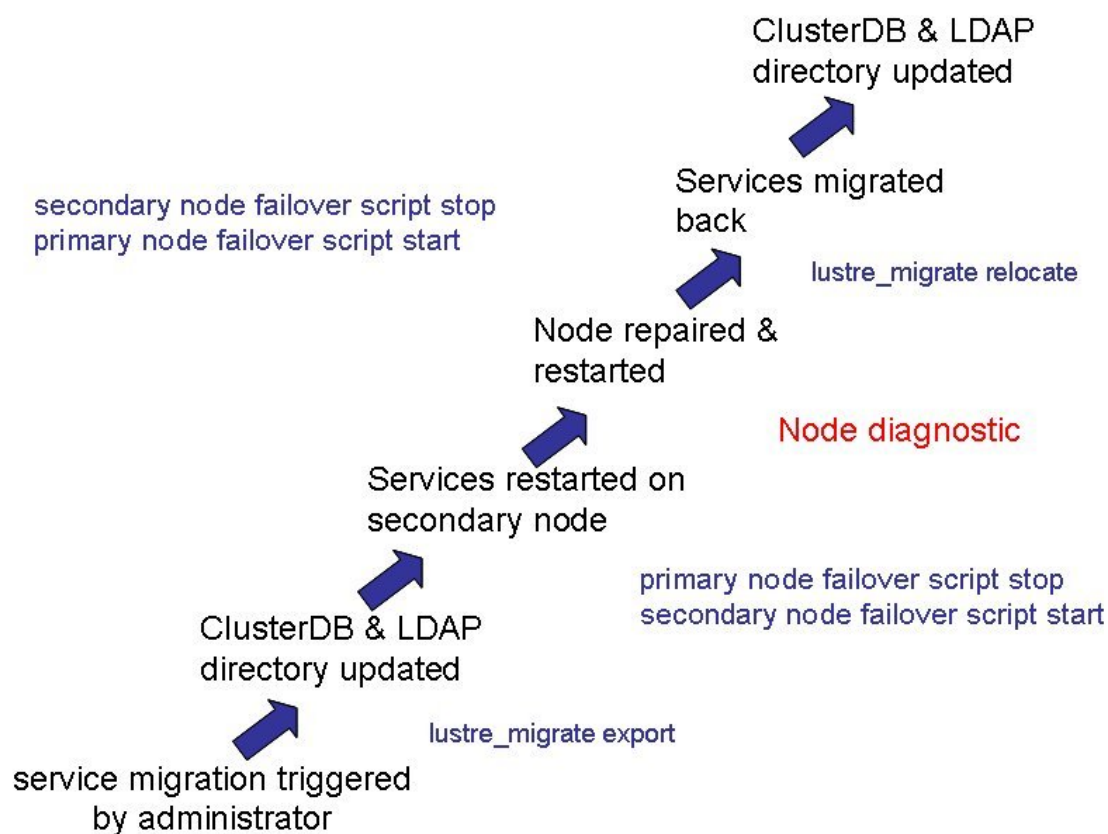 ClusterDB & LDAP
directory updated
Services migrated
back
secondary node failover script stop
primary node failover script start
lustre_migrate relocate
Node repaired &
restarted
Node diagnostic
Services restarted on
secondary node
primary node failover script stop
secondary node failover script start
ClusterDB & LDAP
directory updated
lustre_migrate export
service migration triggered
by administrator